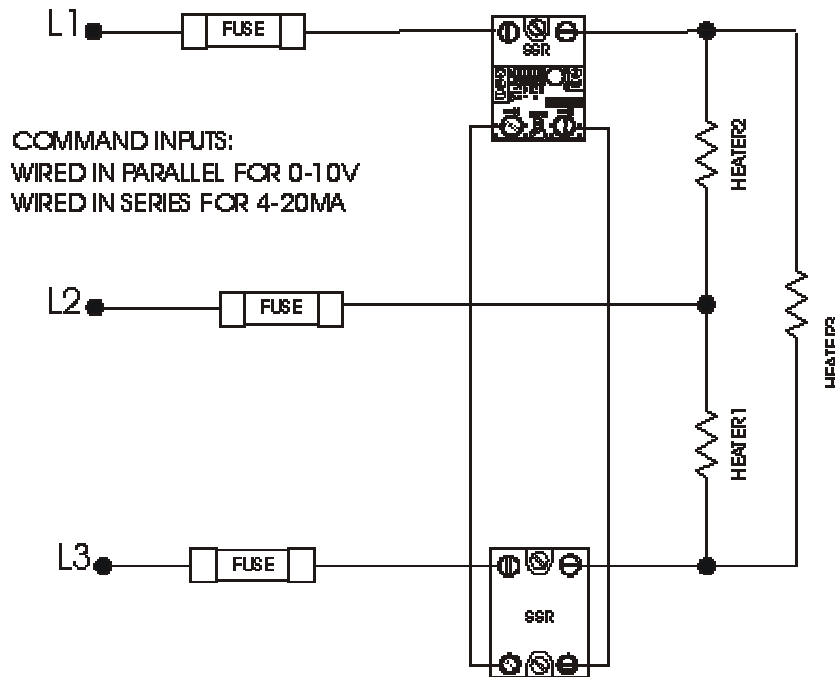 L1
FUSE
SSR
COMMAND INPUTS:
WIRED IN PARALLEL FOR 0-10V
WIRED IN SERIES FOR 4-20MA
HEATER2
L2
FUSE
HEATER3
HEATER1
L3
FUSE
SSR